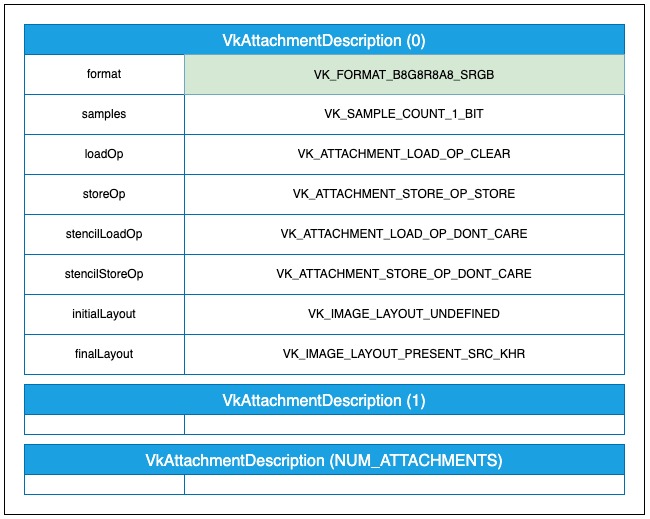 VkAttachmentDescription (0)
format VK_FORMAT_B8G8R8A8_SRGB
samples VK_SAMPLE_COUNT_1_BIT
loadOp VK_ATTACHMENT_LOAD_OP_CLEAR
storeOp VK_ATTACHMENT_STORE_OP_STORE
stencilLoadOp VK_ATTACHMENT_LOAD_OP_DONT_CARE
stencilStoreOp VK_ATTACHMENT_STORE_OP_DONT_CARE
initialLayout VK_IMAGE_LAYOUT_UNDEFINED
finalLayout VK_IMAGE_LAYOUT_PRESENT_SRC_KHR
VkAttachmentDescription (1)
VkAttachmentDescription (NUM_ATTACHMENTS)